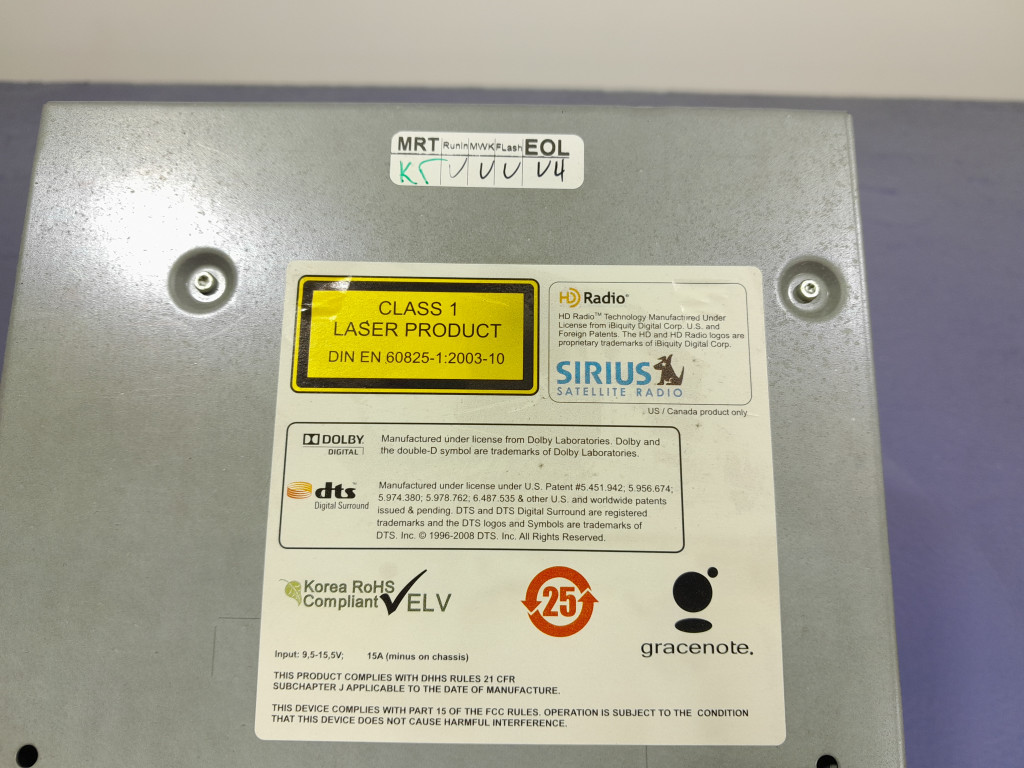 MRT RunIn MWK FLash EOL
V V V V4
CLASS 1
LASER PRODUCT
DIN EN 60825-1:2003-10
HD Radio®
HD Radio™ Technology Manufactured Under
License from iBiquity Digital Corp. U.S. and
Foreign Patents. The HD and HD Radio logos are
proprietary trademarks of iBiquity Digital Corp.
SIRIUS
SATELLITE RADIO
US / Canada product only
DOLBY
DIGITAL
Manufactured under license from Dolby Laboratories. Dolby and
the double-D symbol are trademarks of Dolby Laboratories.
dts
Digital Surround
Manufactured under license under U.S. Patent #5.451.942; 5.956.674;
5.974.380; 5.978.762; 6.487.535 & other U.S. and worldwide patents
issued & pending. DTS and DTS Digital Surround are registered
trademarks and the DTS logos and Symbols are trademarks of
DTS. Inc. © 1996-2008 DTS. Inc. All Rights Reserved.
Korea RoHS
Compliant
ELV
25
gracenote.
Input: 9,5-15,5V; 15A (minus on chassis)
THIS PRODUCT COMPLIES WITH DHHS RULES 21 CFR
SUBCHAPTER J APPLICABLE TO THE DATE OF MANUFACTURE.
THIS DEVICE COMPLIES WITH PART 15 OF THE FCC RULES. OPERATION IS SUBJECT TO THE CONDITION
THAT THIS DEVICE DOES NOT CAUSE HARMFUL INTERFERENCE.